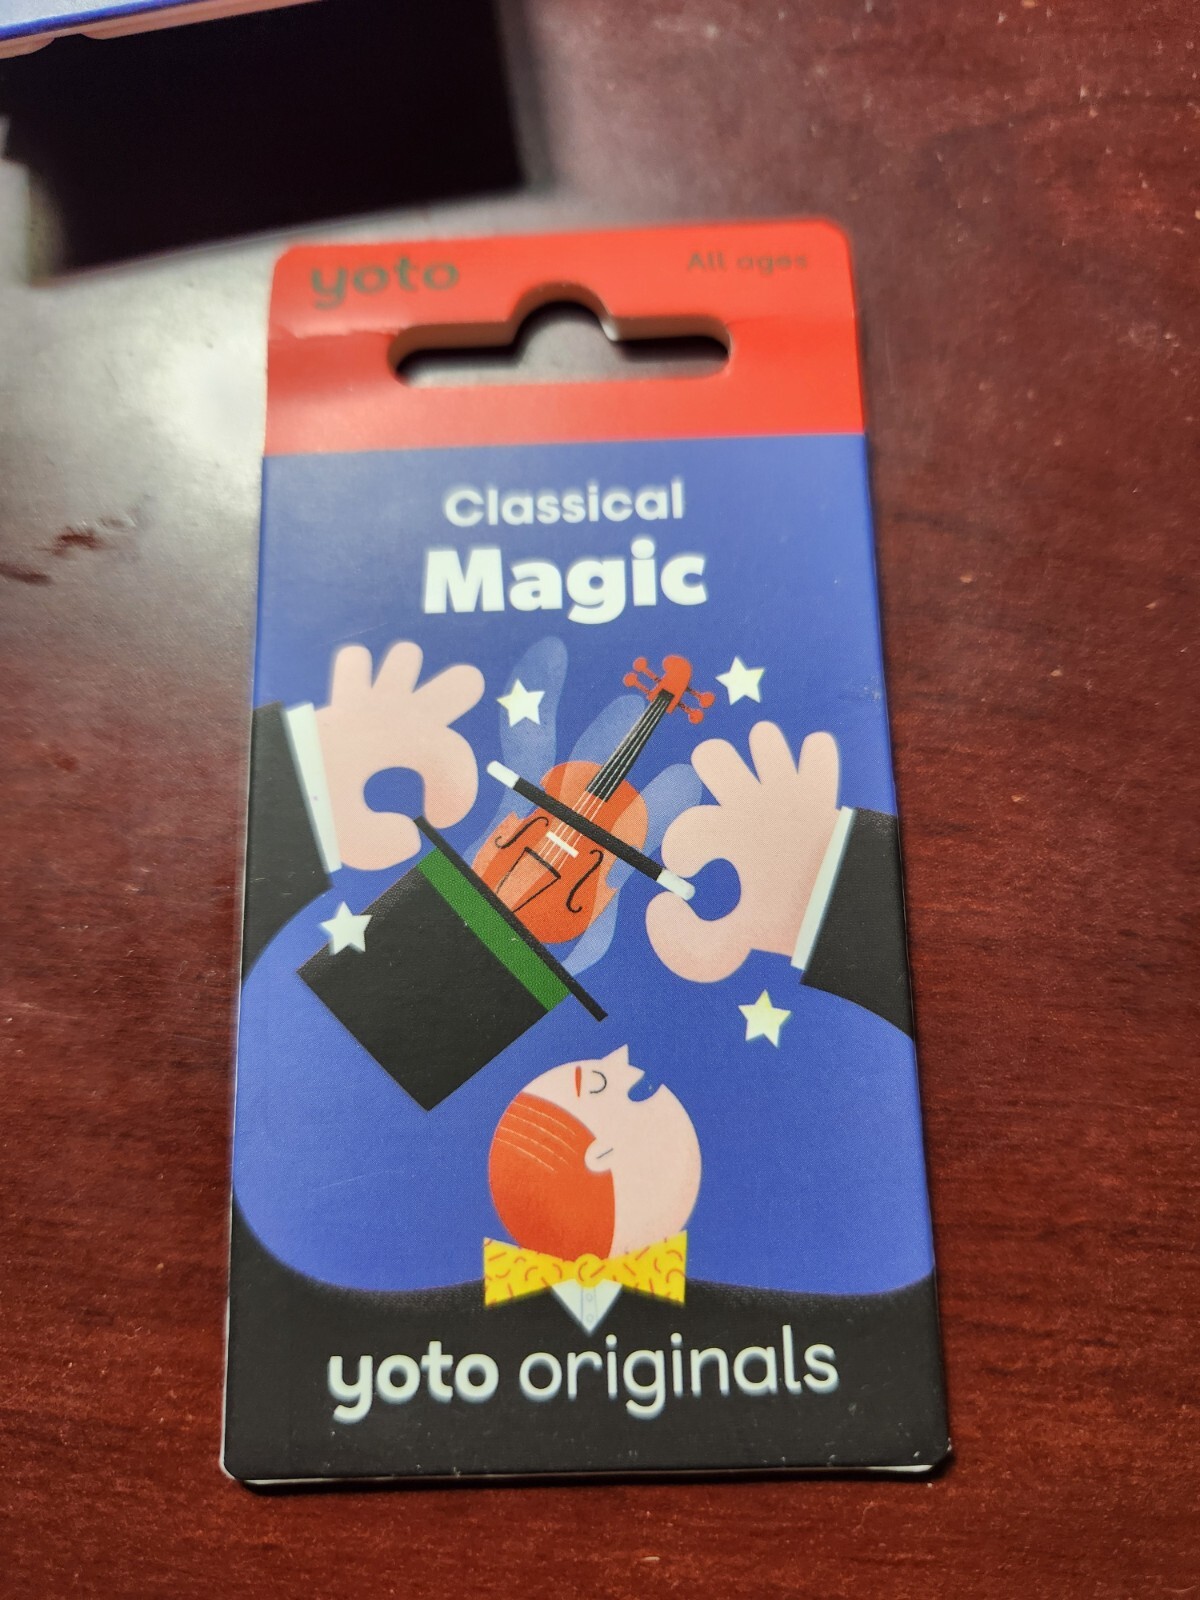 yoto
All ages
Classical
Magic
yoto originals